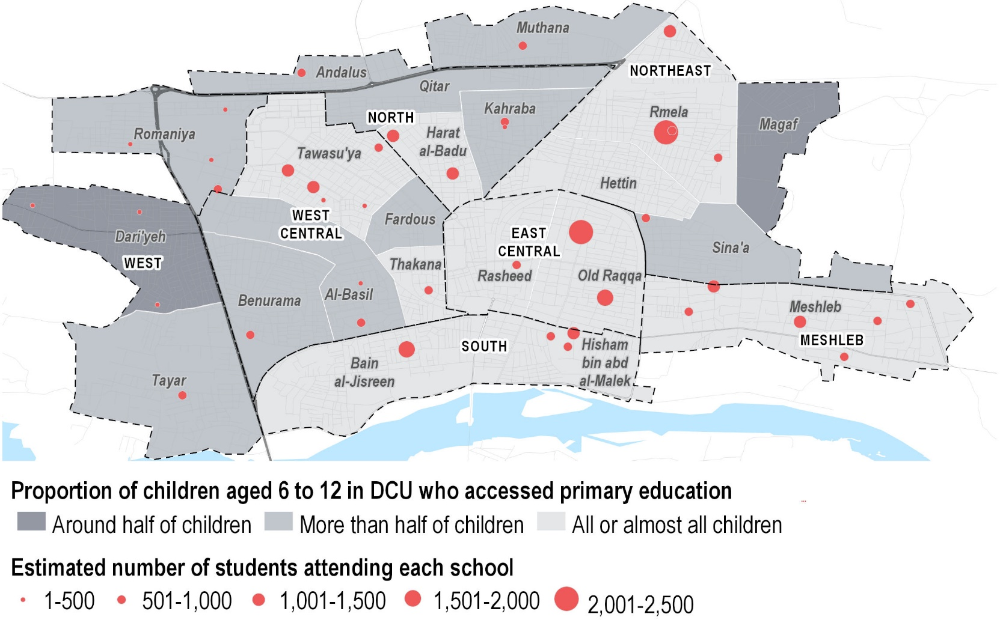 Muthana
NORTHEAST
Andalus
Qitar
Kahraba
Rmela
Magaf
NORTH
Romaniya
Harat
al-Badu
Tawasu'ya
Hettin
WEST
CENTRAL
Fardous
Dari'yeh
WEST
EAST
CENTRAL
Sina'a
Thakana
Rasheed
Old Raqqa
Benurama
Al-Basil
Meshleb
MESHLEB
SOUTH
Hisham
bin abd
al-Malek
Bain
al-Jisreen
Tayar
Proportion of children aged 6 to 12 in DCU who accessed primary education
...
Around half of children More than half of children All or almost all children
Estimated number of students attending each school
1-500 501-1,000 1,001-1,500 1,501-2,000 2,001-2,500